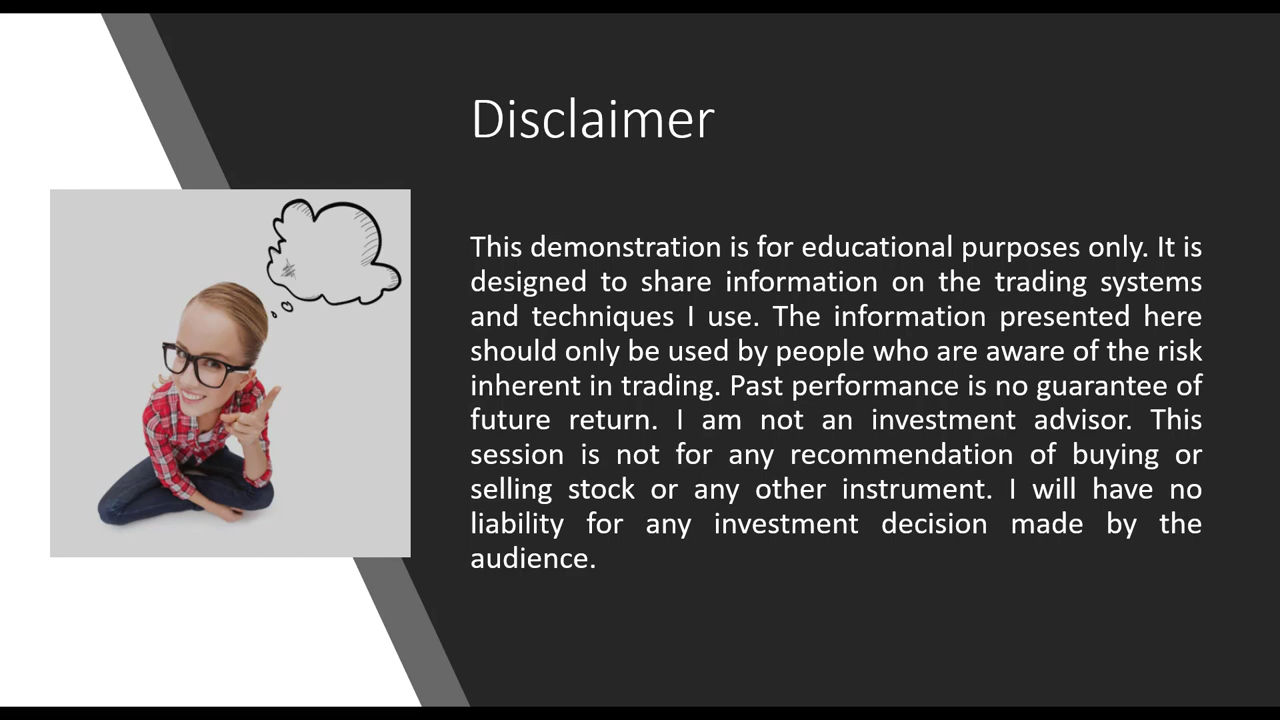 Disclaimer
This demonstration is for educational purposes only. It is
designed to share information on the trading systems
and techniques I use. The information presented here
should only be used by people who are aware of the risk
inherent in trading. Past performance is no guarantee of
future return. I am not an investment advisor. This
session is not for any recommendation of buying or
selling stock or any other instrument. I will have no
liability for any investment decision made by the
audience.